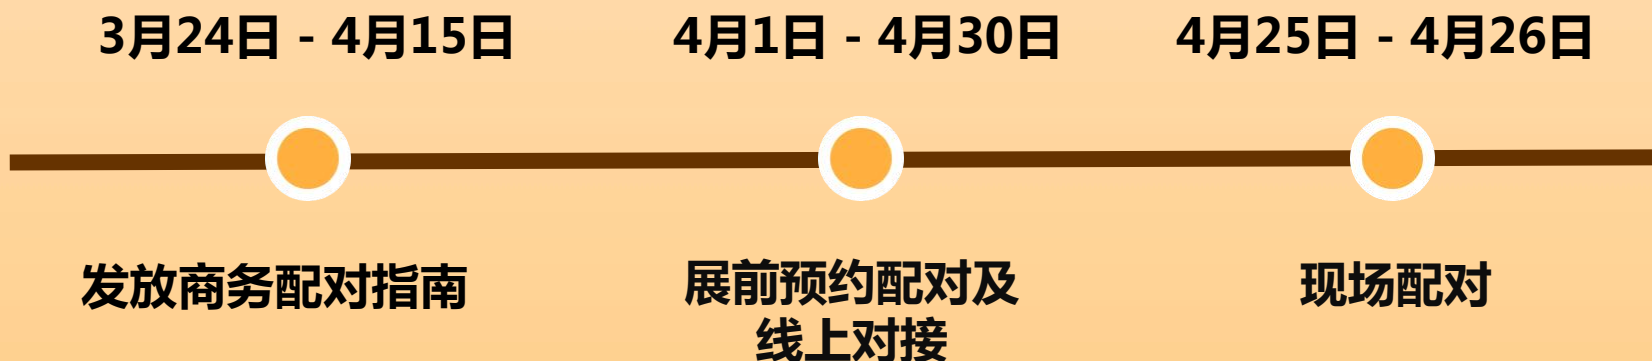 3月24日 - 4月15日
4月1日 - 4月30日
4月25日 - 4月26日
发放商务配对指南
展前预约配对及
线上对接
现场配对